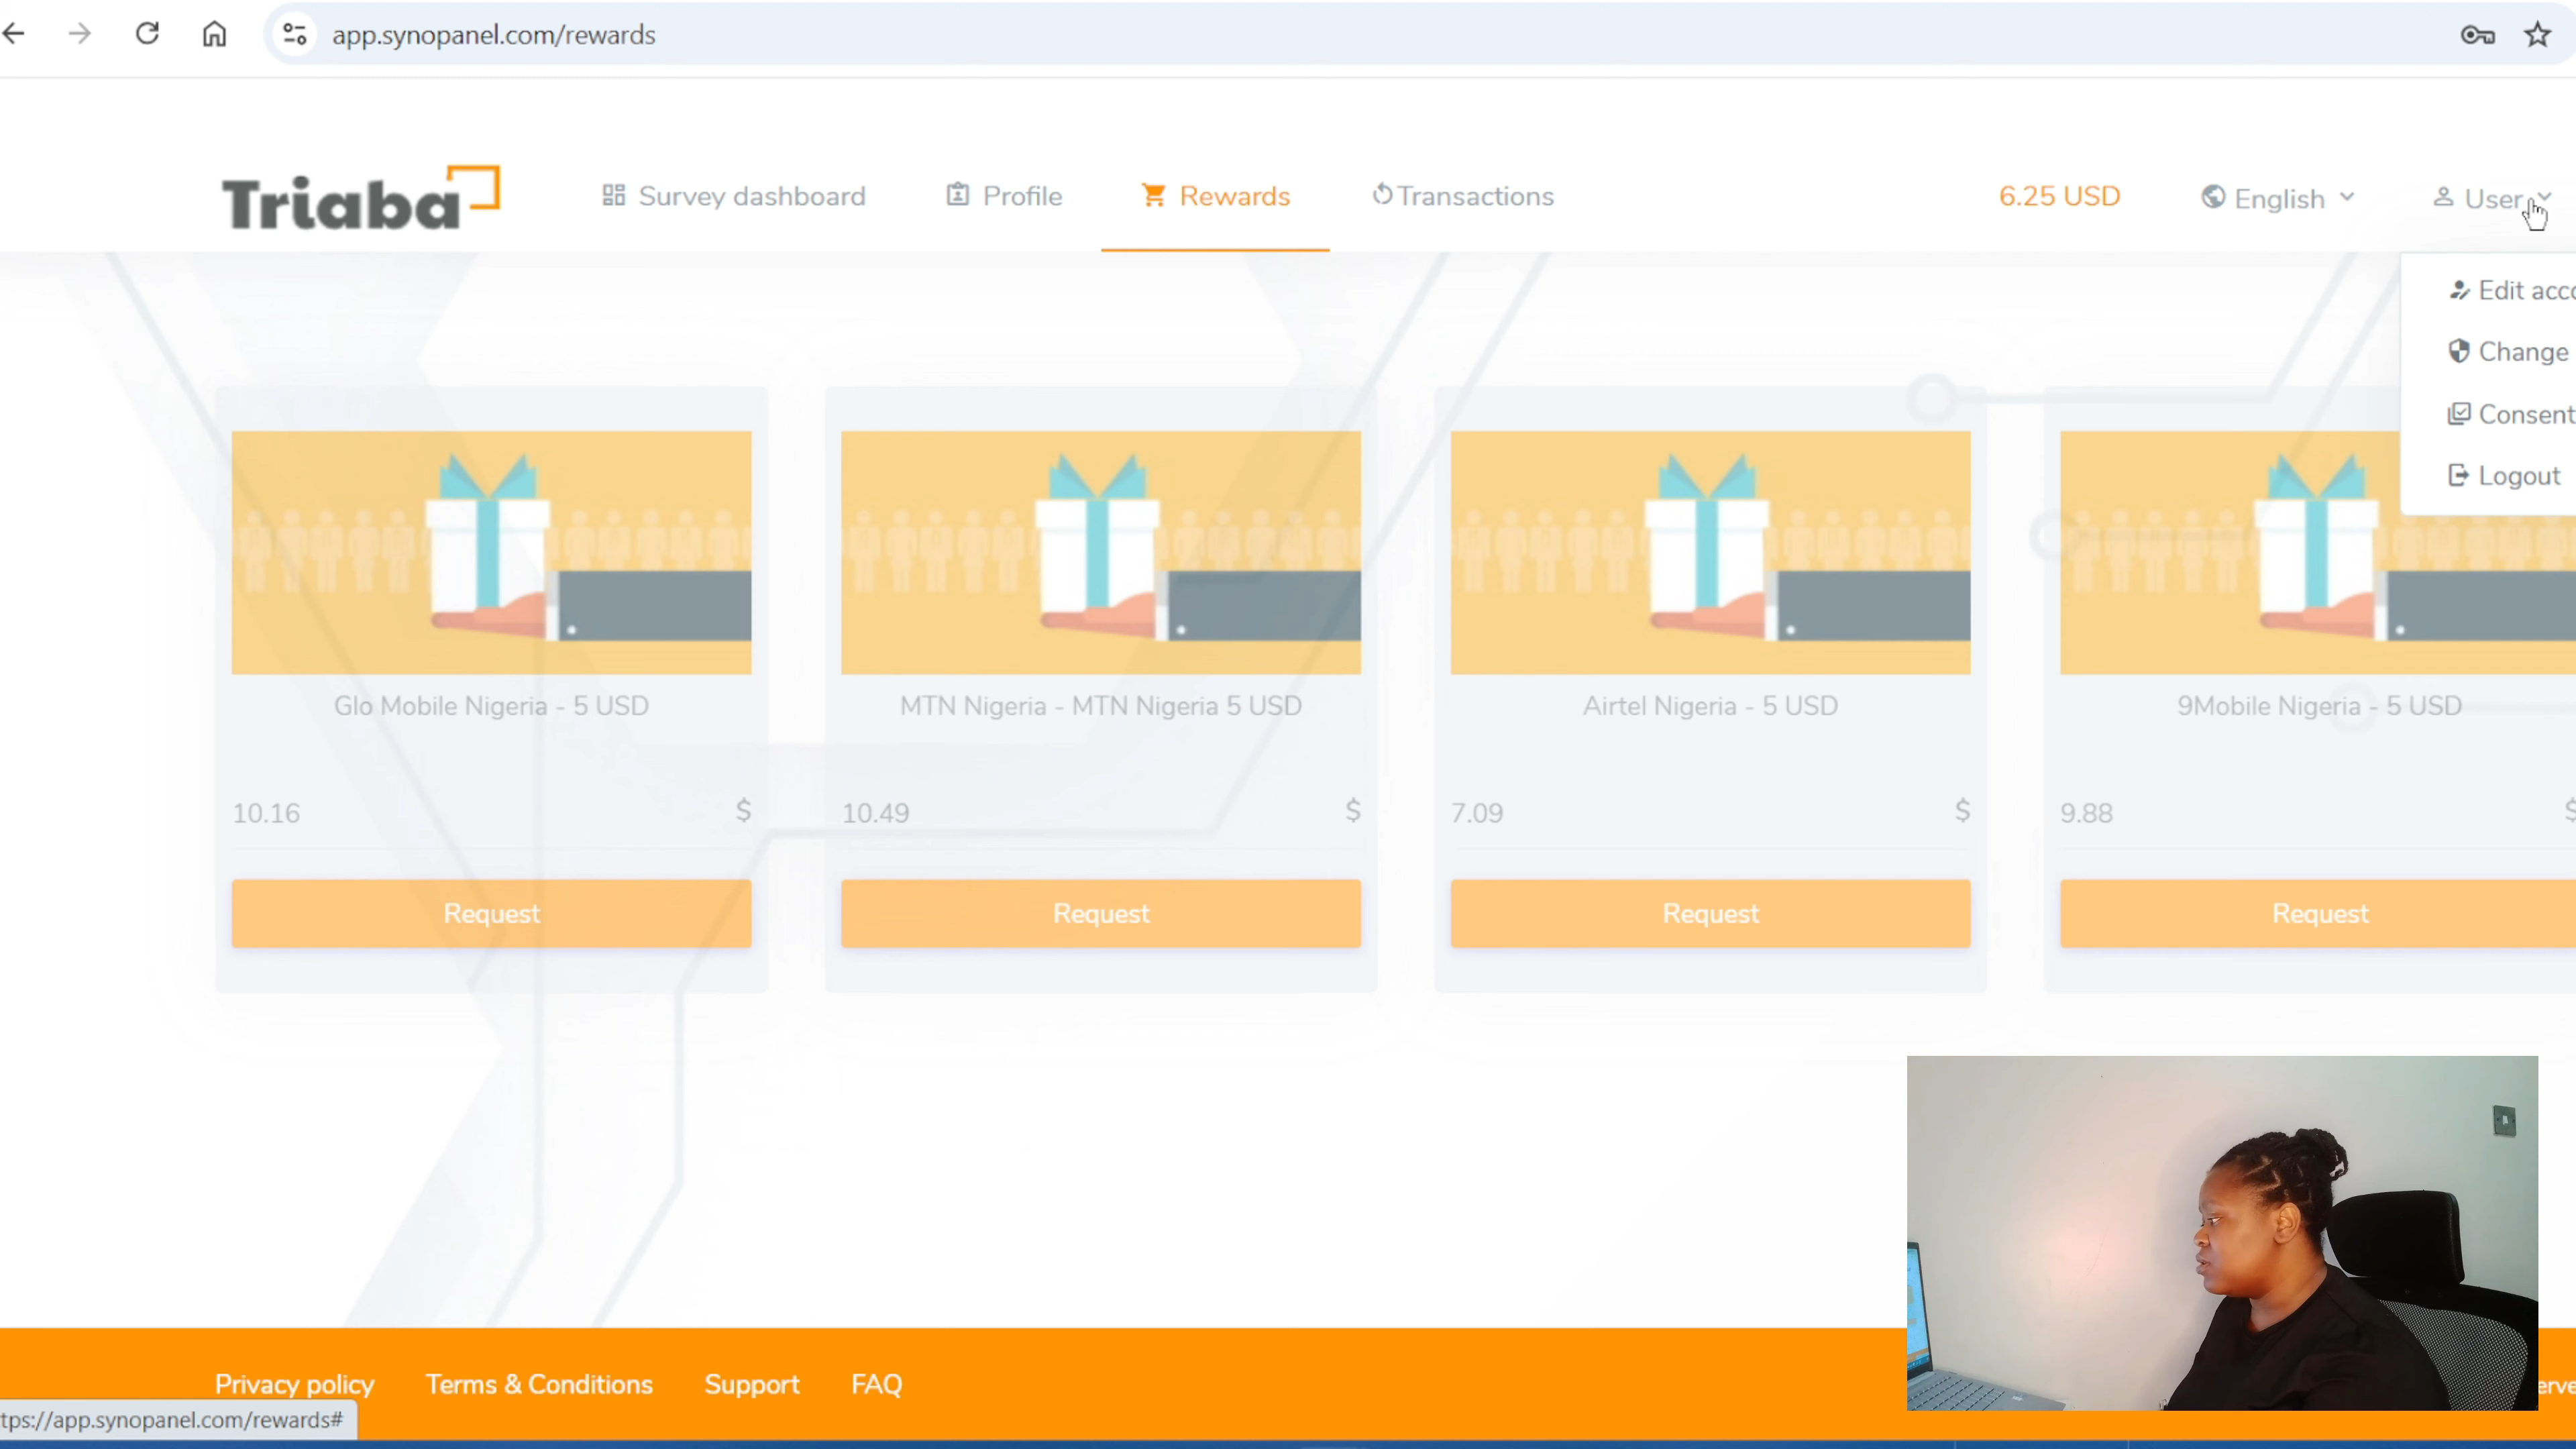 app.synopanel.com/rewards
Triaba
Survey dashboard
Profile
Rewards
Transactions
6.25 USD
English
User
Edit acco
Change
Consent
Logout
Glo Mobile Nigeria - 5 USD
MTN Nigeria - MTN Nigeria 5 USD
Airtel Nigeria - 5 USD
9Mobile Nigeria - 5 USD
10.16 $
10.49 $
7.09 $
9.88 $
Request
Request
Request
Request
Privacy policy
Terms & Conditions
Support
FAQ
erve
tps://app.synopanel.com/rewards#